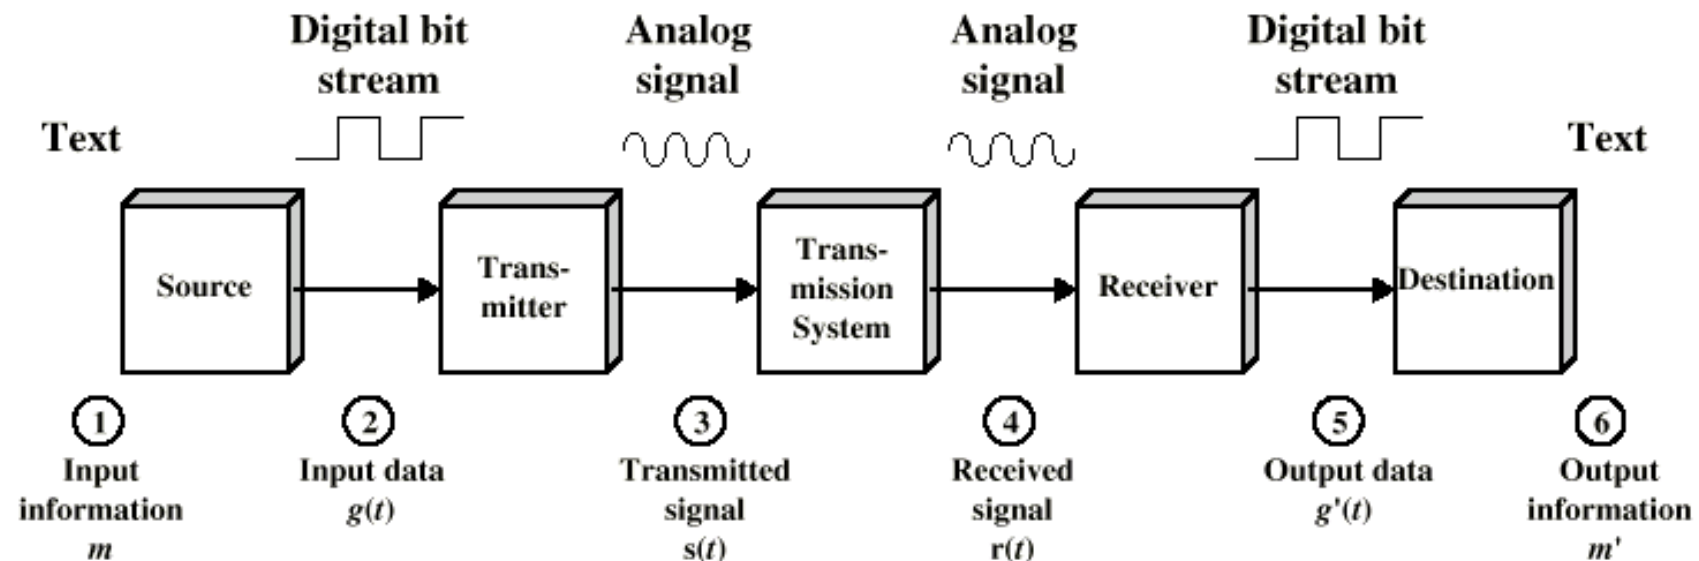 Digital bit
stream
Analog
signal
Analog
signal
Digital bit
stream
Text
Text
Source
Trans-
mitter
Trans-
mission
System
Receiver
Destination
1
Input
information
m
2
Input data
g(t)
3
Transmitted
signal
s(t)
4
Received
signal
r(t)
5
Output data
g'(t)
6
Output
information
m'